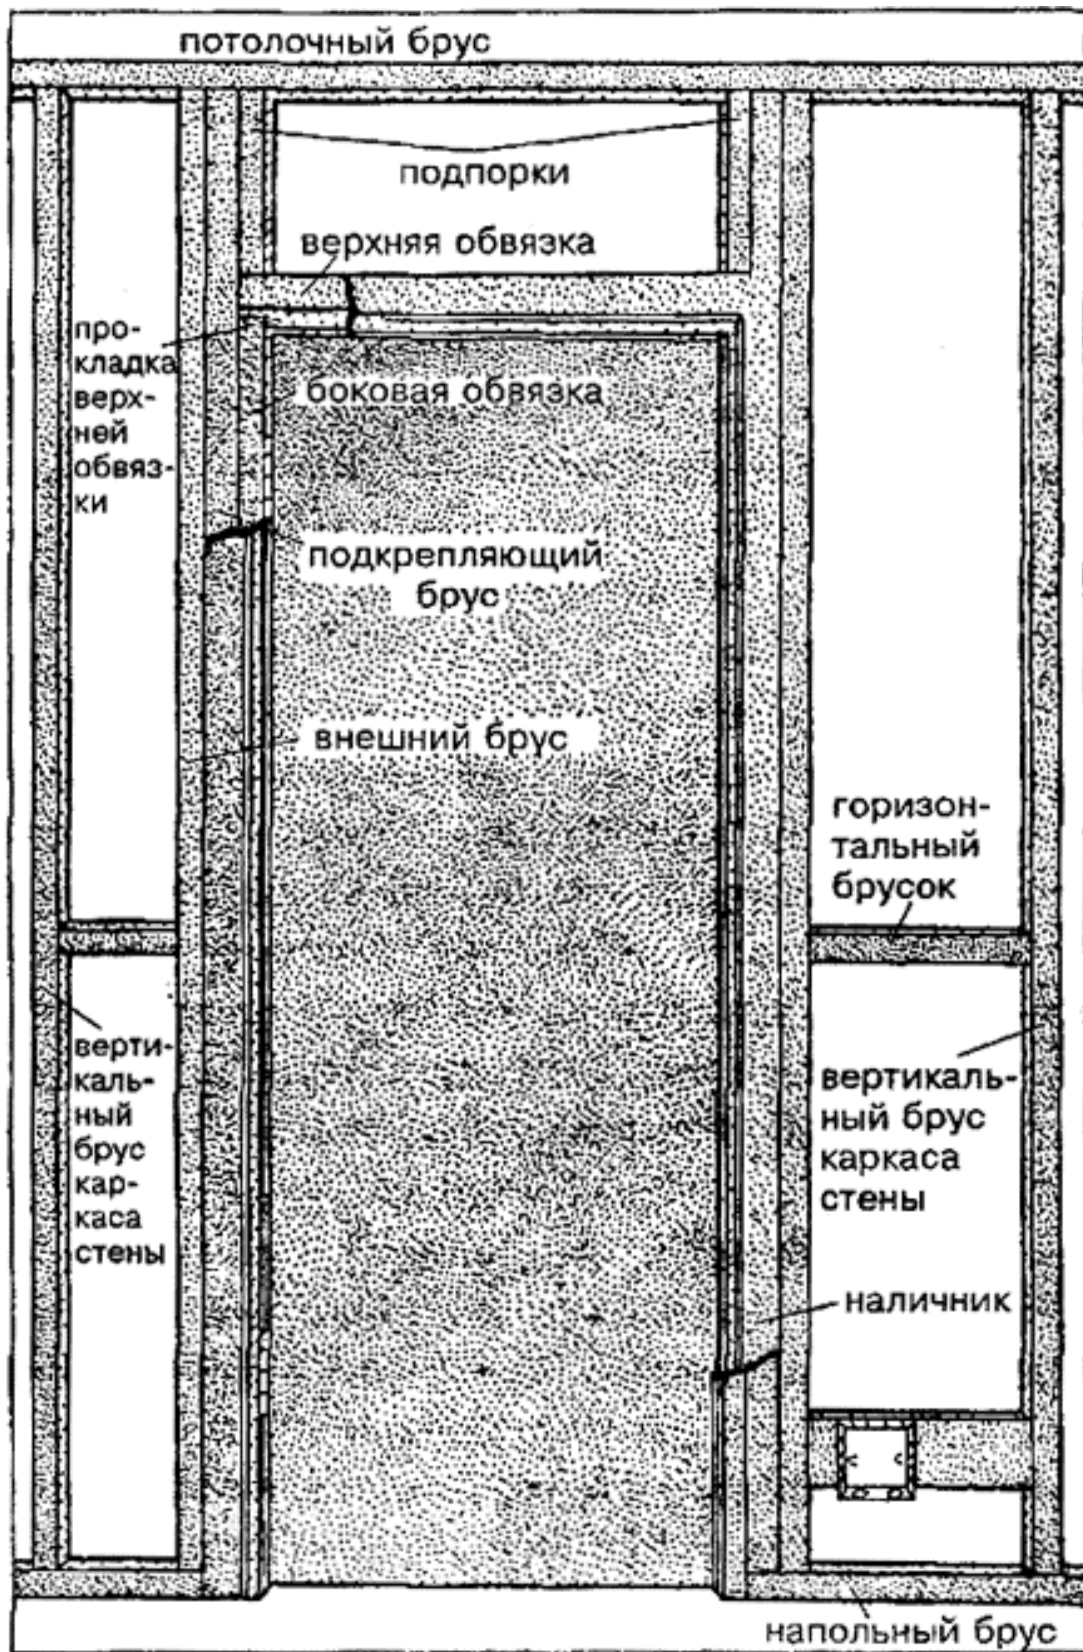 потолочный брус
подпорки
верхняя обвязка
про-
кладка
верх-
ней
обвяз-
ки
боковая обвязка
подкрепляющий
брус
внешний брус
горизон-
тальный
брусок
верти-
каль-
ный
брус
кар-
каса
стены
вертикаль-
ный брус
каркаса
стены
наличник
напольный брус